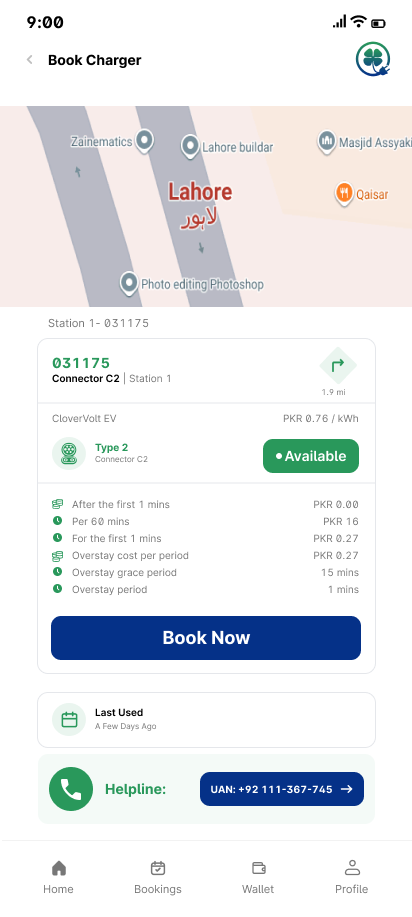 9:00
Book Charger
Zainematics
Lahore buildar
Masjid Assyaki
Lahore
لاہور
Qaisar
Photo editing Photoshop
Station 1- 031175
031175
Connector C2 | Station 1
1.9 mi
CloverVolt EV PKR 0.76 / kWh
Type 2
Connector C2
Available
After the first 1 mins PKR 0.00
Per 60 mins PKR 16
For the first 1 mins PKR 0.27
Overstay cost per period PKR 0.27
Overstay grace period 15 mins
Overstay period 1 mins
Book Now
Last Used
A Few Days Ago
Helpline:
UAN: +92 111-367-745 →
Home Bookings Wallet Profile